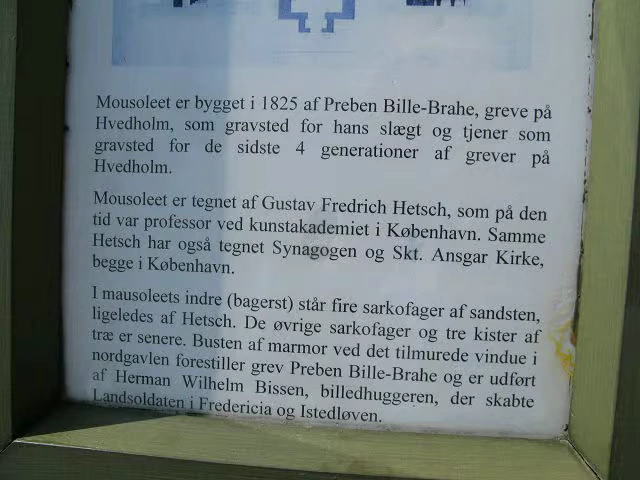 Mousoleet er bygget i 1825 af Preben Bille-Brahe, greve på
Hvedholm, som gravsted for hans slægt og tjener som
gravsted for de sidste 4 generationer af grever på
Hvedholm.
Mousoleet er tegnet af Gustav Fredrich Hetsch, som på den
tid var professor ved kunstakademiet i København. Samme
Hetsch har også tegnet Synagogen og Skt. Ansgar Kirke,
begge i København.
I mausoleets indre (bagerst) står fire sarkofager af sandsten,
ligeledes af Hetsch. De øvrige sarkofager og tre kister af
træ er senere. Busten af marmor ved det tilmurede vindue i
nordgavlen forestiller grev Preben Bille-Brahe og er udført
af Herman Wilhelm Bissen, billedhuggeren, der skabte
Landsoldaten i Fredericia og Istedløven.